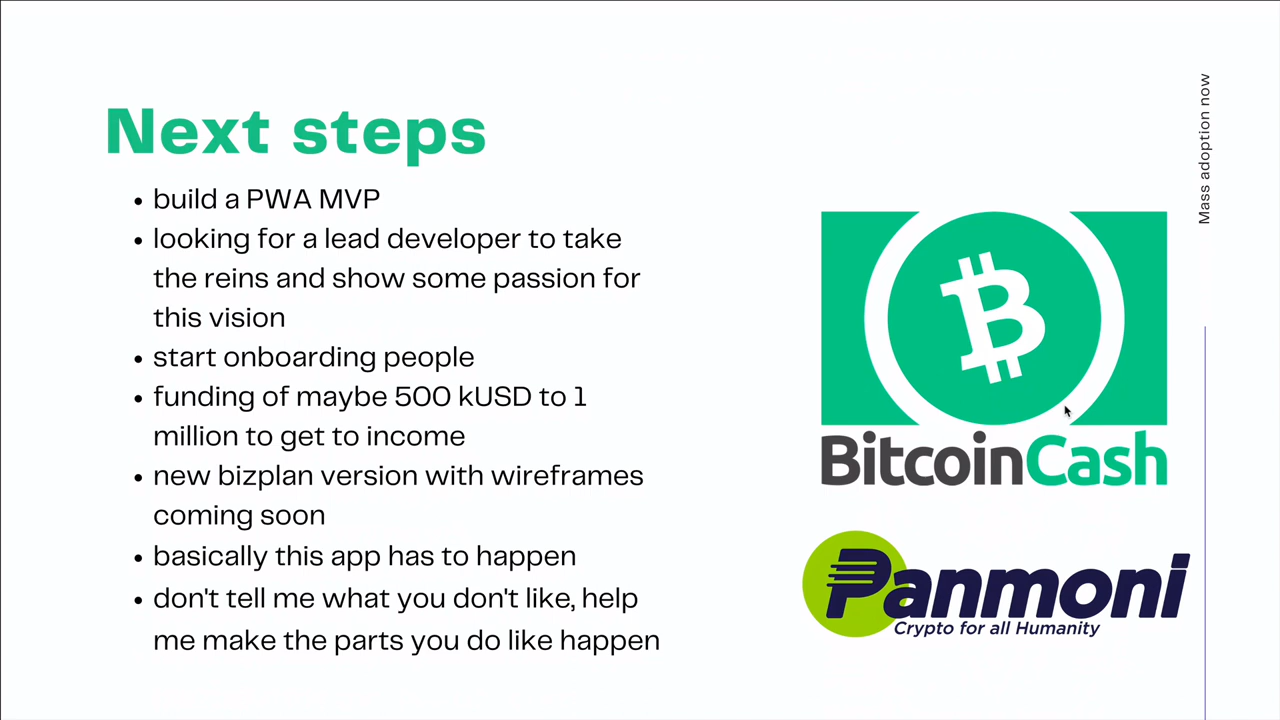 Next steps
• build a PWA MVP
• looking for a lead developer to take
the reins and show some passion for
this vision
• start onboarding people
• funding of maybe 500 kUSD to 1
million to get to income
• new bizplan version with wireframes
coming soon
• basically this app has to happen
• don't tell me what you don't like, help
me make the parts you do like happen
Mass adoption now
BitcoinCash
Panmoni
Crypto for all Humanity